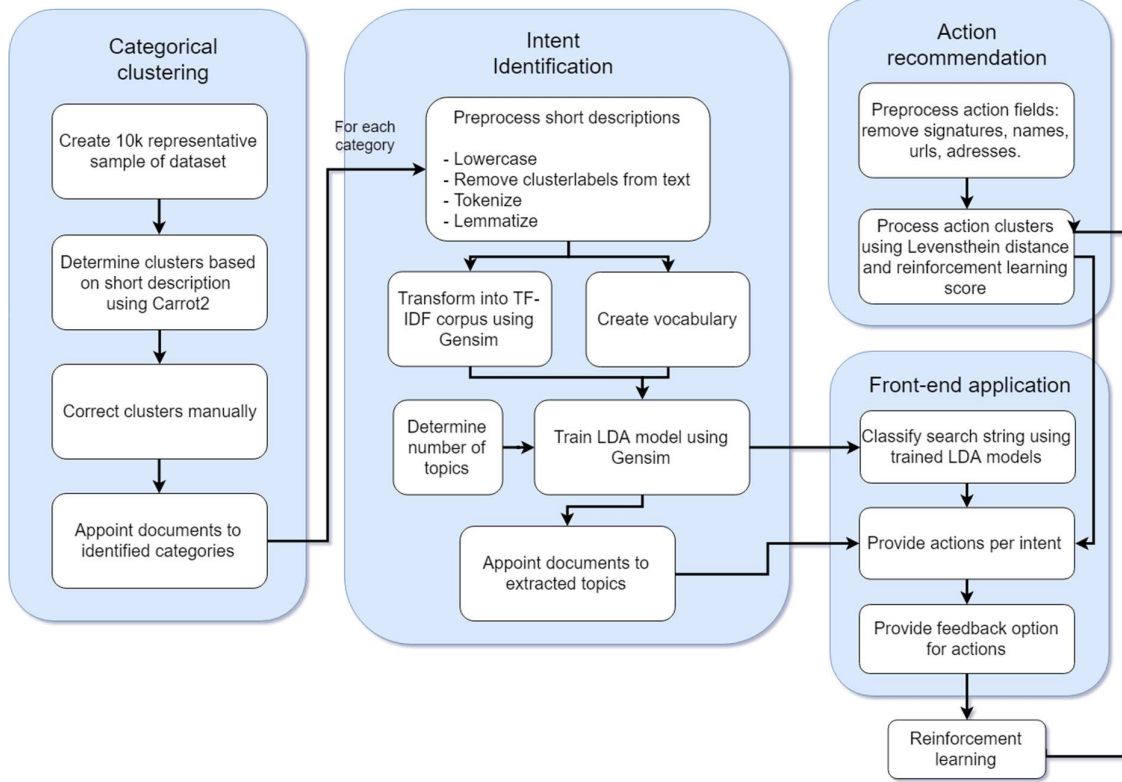 Categorical
clustering
Create 10k representative
sample of dataset
Determine clusters based
on short description
using Carrot2
Correct clusters manually
Appoint documents to
identified categories
For each
category
Intent
Identification
Preprocess short descriptions
- Lowercase
- Remove clusterlabels from text
- Tokenize
- Lemmatize
Transform into TF-
IDF corpus using
Gensim
Create vocabulary
Determine
number of
topics
Train LDA model using
Gensim
Appoint documents to
extracted topics
Action
recommendation
Preprocess action fields:
remove signatures, names,
urls, adresses.
Process action clusters
using Levensthein distance
and reinforcement learning
score
Front-end application
Classify search string using
trained LDA models
Provide actions per intent
Provide feedback option
for actions
Reinforcement
learning